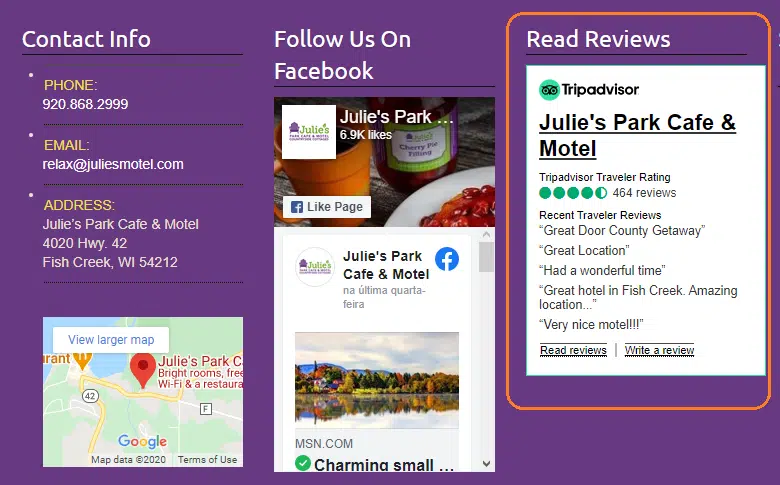 Contact Info
PHONE:
920.868.2999
EMAIL:
relax@juliesmotel.com
ADDRESS:
Julie's Park Cafe & Motel
4020 Hwy. 42
Fish Creek, WI 54212
View larger map
urant
Julie's Park C
Bright rooms, free
Wi-Fi & a restaura
42
F
Google
Map data ©2020 Terms of Use
Follow Us On
Facebook
Julie's
PARK CAFE & MOTEL
Julie's Park ...
6.9K likes
Cherry Pie
Filling
Like Page
Julie's
Julie's Park
Cafe & Motel
na última quarta-
feira
MSN.COM
Charming small ...
Read Reviews
Tripadvisor
Julie's Park Cafe &
Motel
Tripadvisor Traveler Rating
464 reviews
Recent Traveler Reviews
“Great Door County Getaway”
“Great Location”
“Had a wonderful time”
“Great hotel in Fish Creek. Amazing
location...”
“Very nice motel!!!”
Read reviews | Write a review